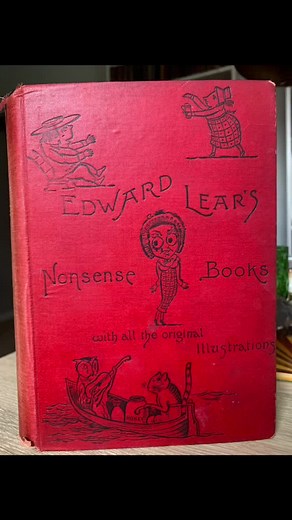 EDWARD LEAR'S
Nonsense Books
with all the original
Illustrations